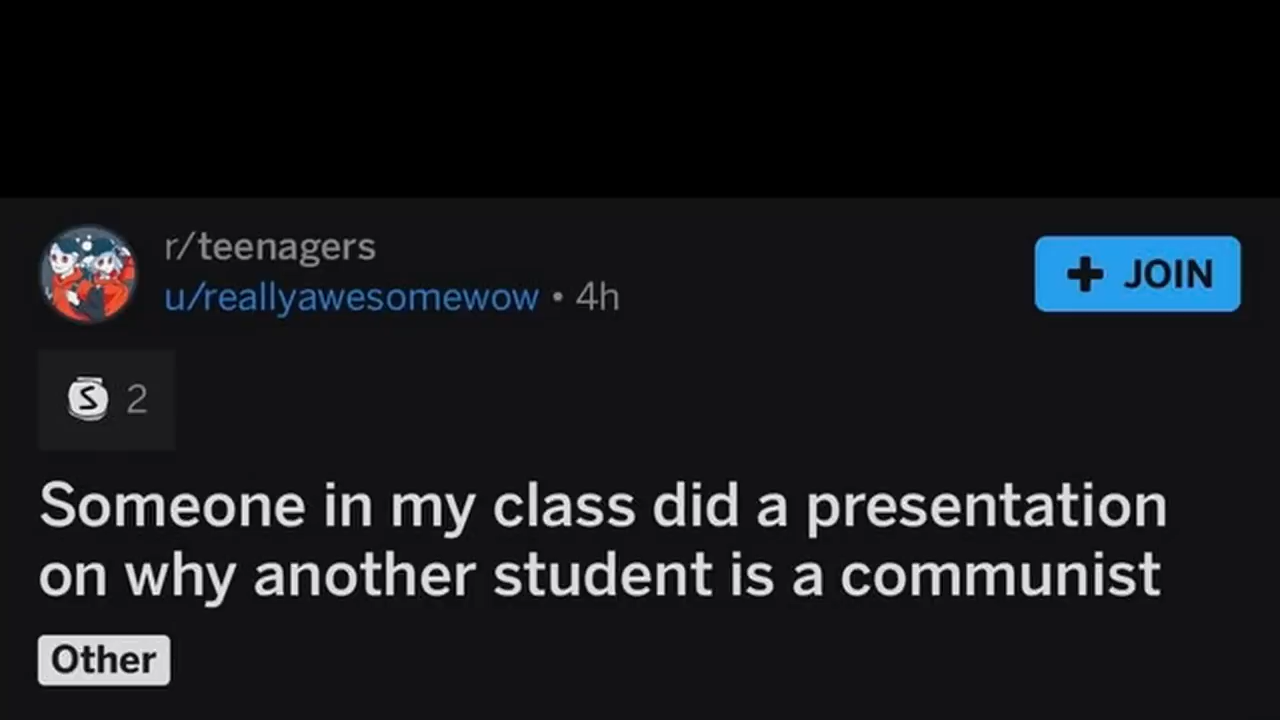 r/teenagers
u/reallyawesomewow • 4h
+ JOIN
S 2
Someone in my class did a presentation
on why another student is a communist
Other